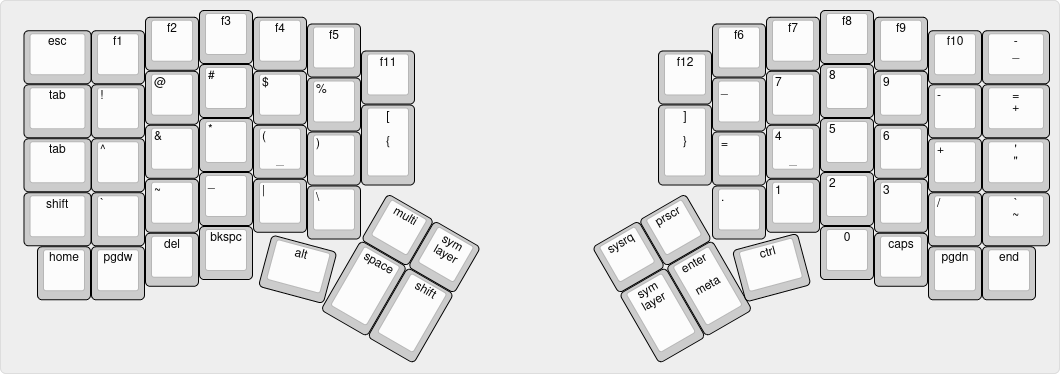 esc f1 f2 f3 f4 f5 f11
f12 f6 f7 f8 f9 f10 - _
tab ! @ # $ % [ {
] } _ 7 8 9 - = +
tab ^ & * ( _ )
= 4 _ 5 6 + ' "
shift ` ~ _ | \
. 1 2 3 / ` ~
home pgdw del bkspc alt
multi
sym
layer
space
shift
sysrq
prscr
sym
layer
enter
meta
ctrl 0 caps pgdn end